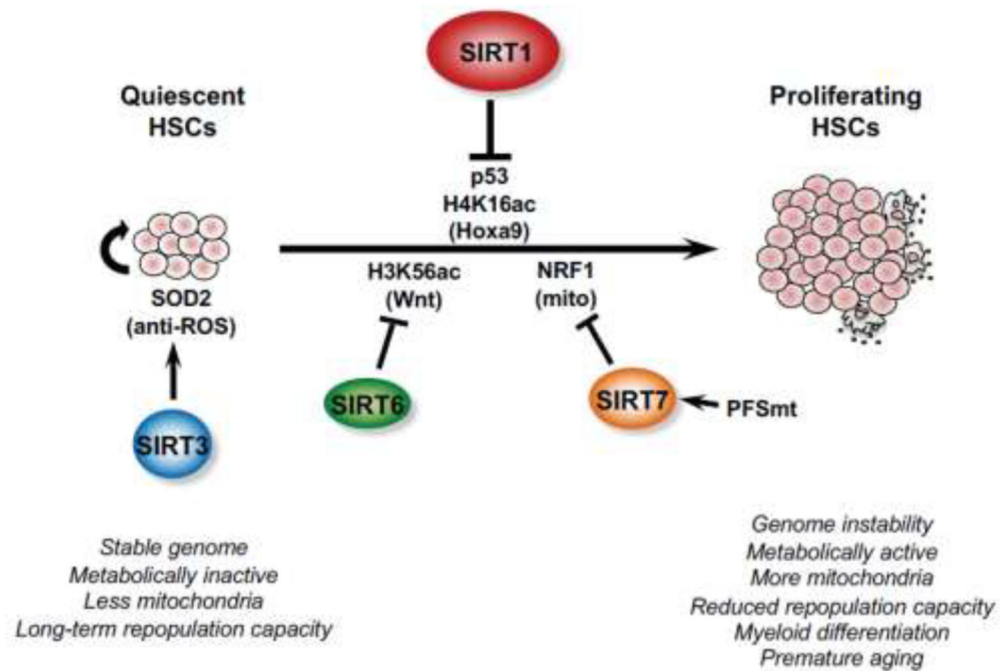 SIRT1
Quiescent
HSCs
Proliferating
HSCs
p53
H4K16ac
(Hoxa9)
H3K56ac
(Wnt)
NRF1
(mito)
SOD2
(anti-ROS)
SIRT3
SIRT6
SIRT7
PFSmt
Stable genome
Metabolically inactive
Less mitochondria
Long-term repopulation capacity
Genome instability
Metabolically active
More mitochondria
Reduced repopulation capacity
Myeloid differentiation
Premature aging